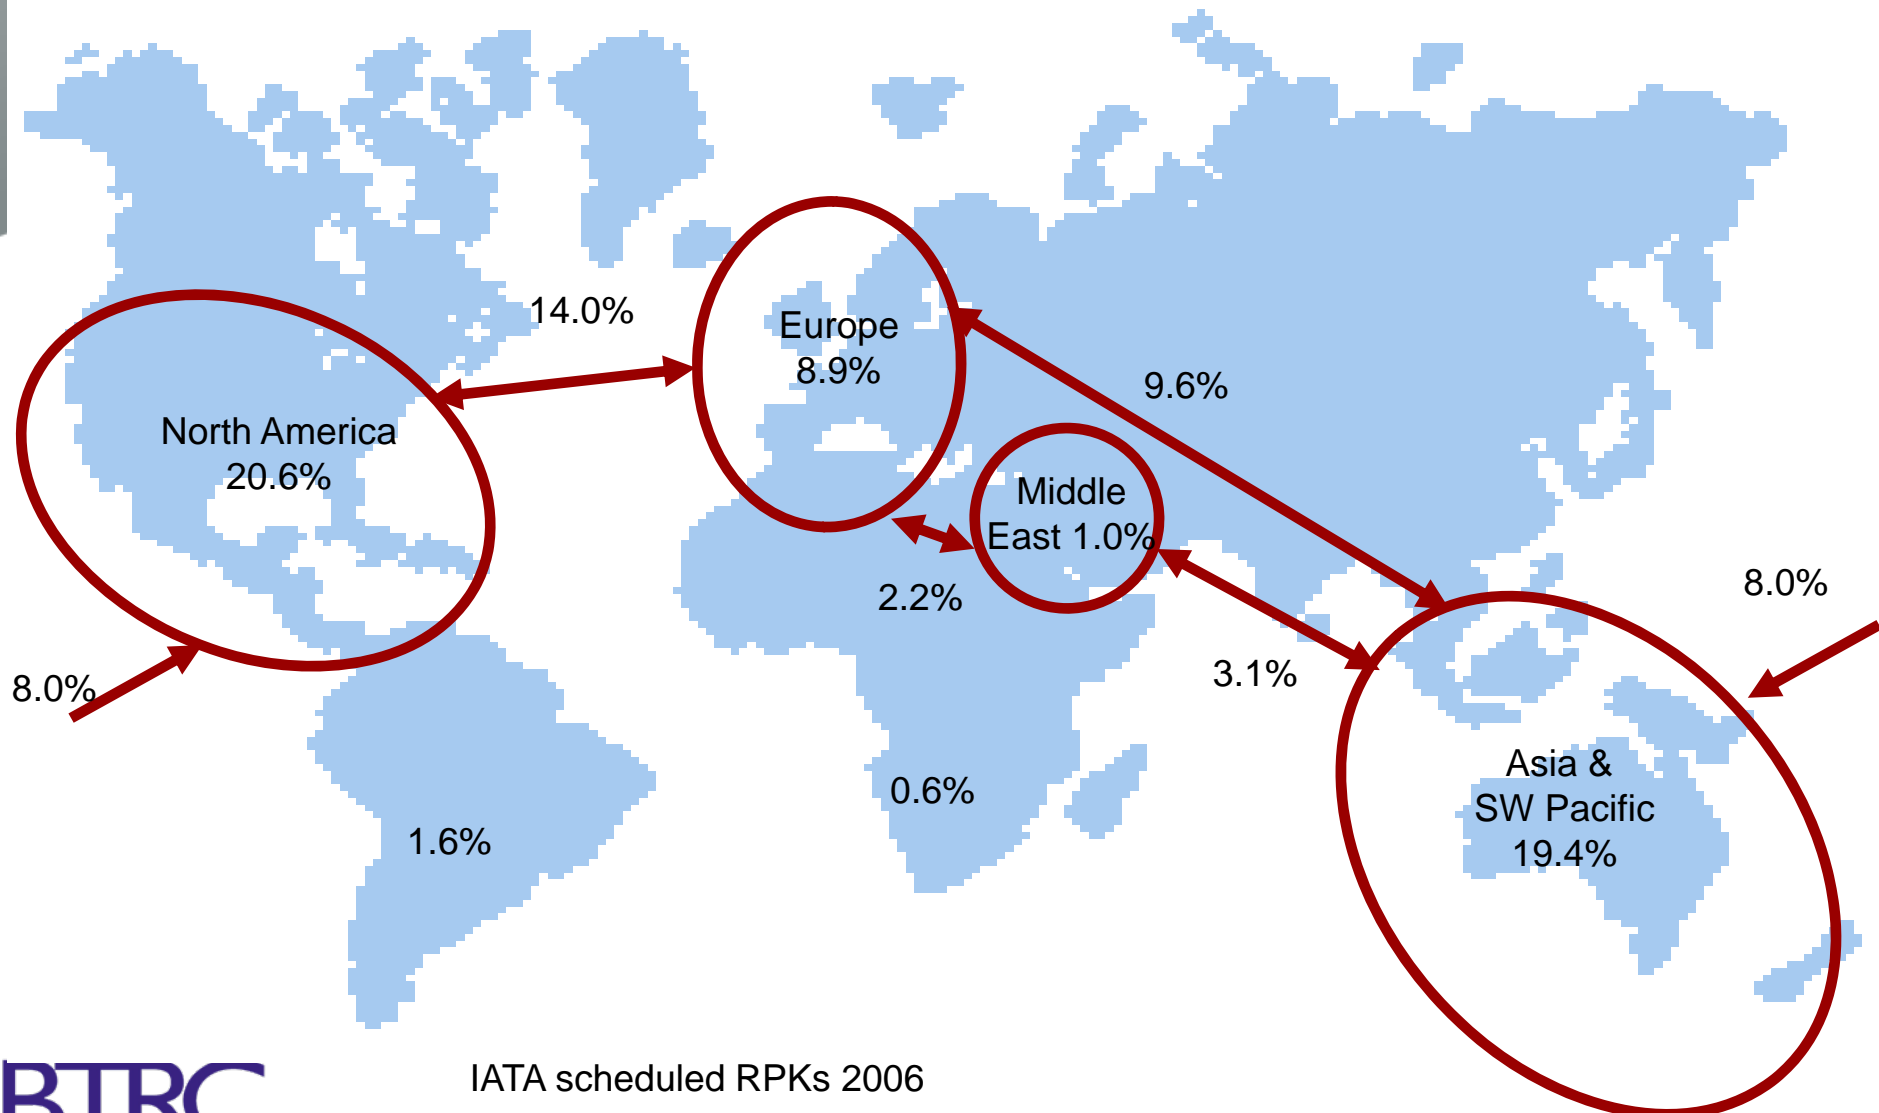 14.0%
Europe
8.9%
9.6%
North America
20.6%
Middle
East 1.0%
2.2%
8.0%
3.1%
8.0%
Asia &
SW Pacific
19.4%
0.6%
1.6%
BTRC
IATA scheduled RPKs 2006